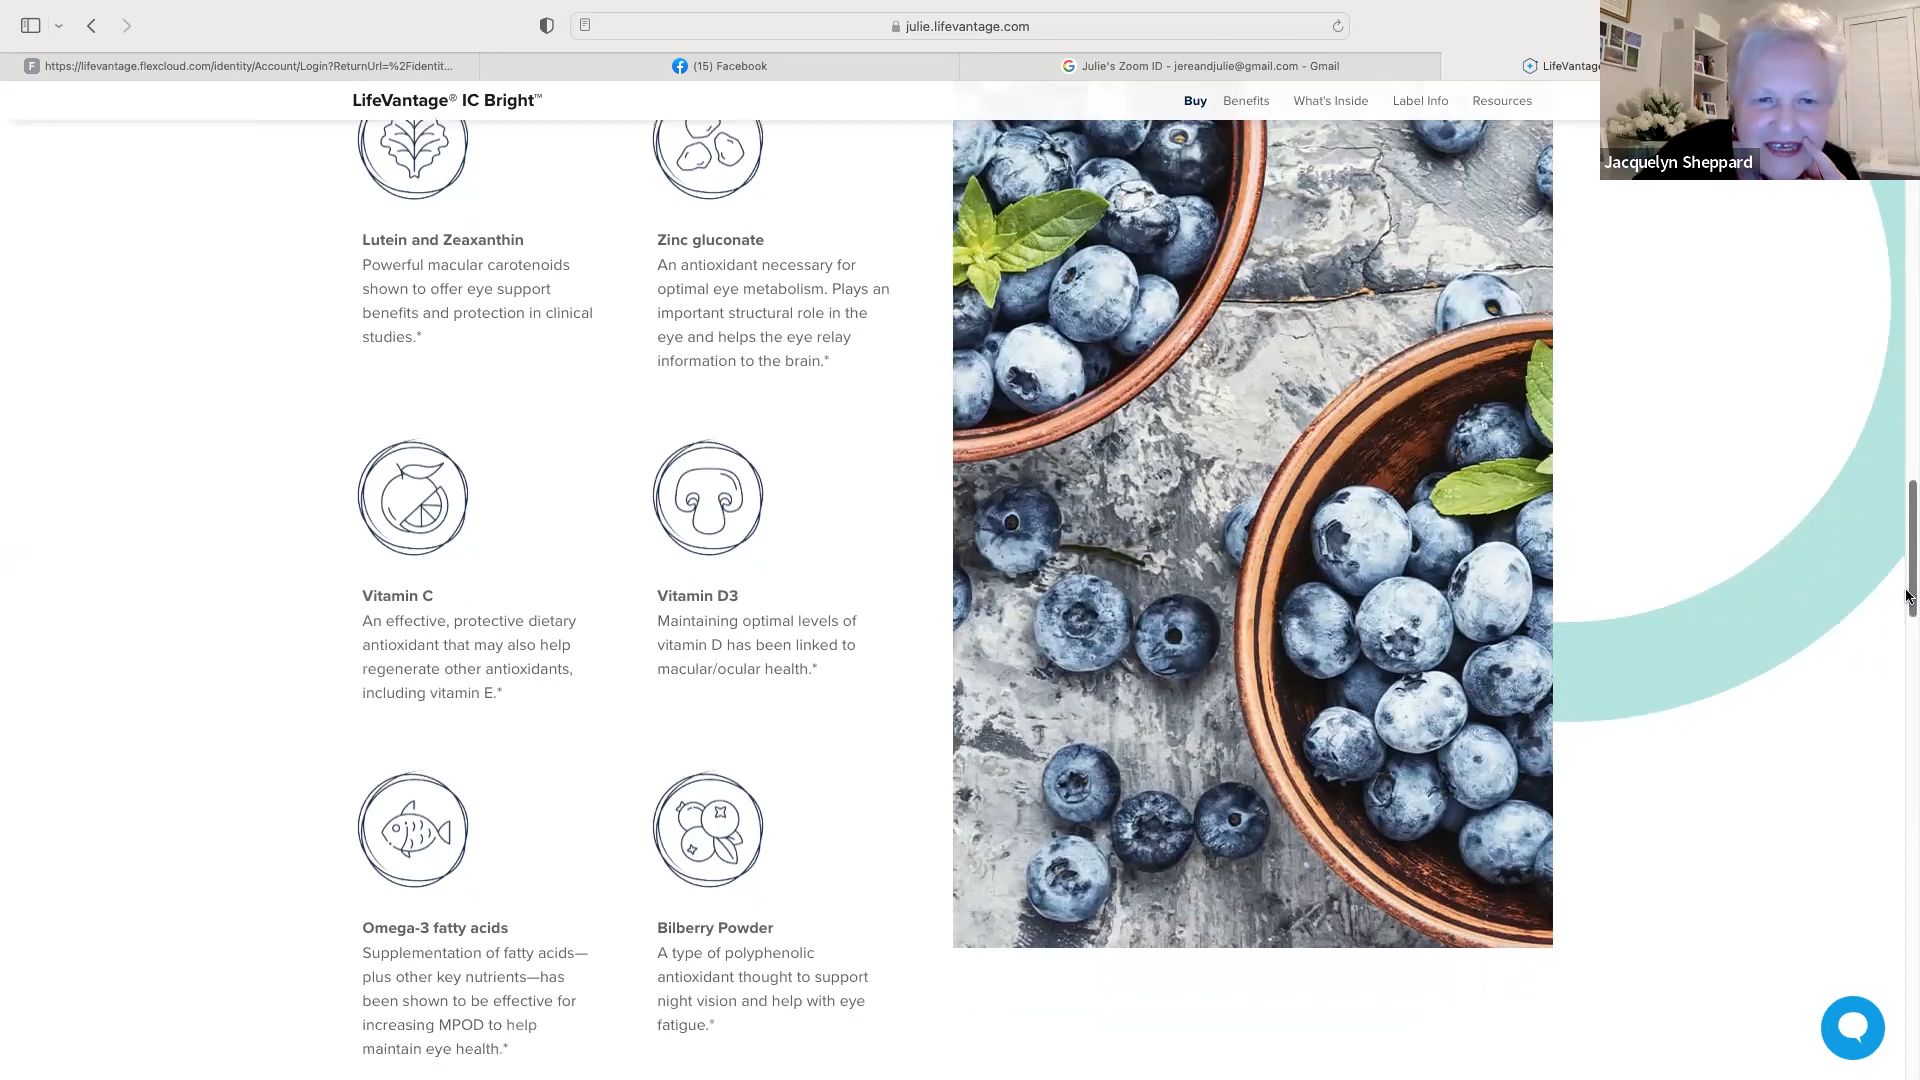 julie.lifevantage.com
https://lifevantage.flexcloud.com/identity/Account/Login?ReturnUrl=%2Fidentit...
(15) Facebook
Julie's Zoom ID - jereandjulie@gmail.com - Gmail
LifeVantage
LifeVantage® IC Bright™
Buy
Benefits
What's Inside
Label Info
Resources
Jacquelyn Sheppard
Lutein and Zeaxanthin
Powerful macular carotenoids
shown to offer eye support
benefits and protection in clinical
studies.*
Zinc gluconate
An antioxidant necessary for
optimal eye metabolism. Plays an
important structural role in the
eye and helps the eye relay
information to the brain.*
Vitamin C
An effective, protective dietary
antioxidant that may also help
regenerate other antioxidants,
including vitamin E.*
Vitamin D3
Maintaining optimal levels of
vitamin D has been linked to
macular/ocular health.*
Omega-3 fatty acids
Supplementation of fatty acids—
plus other key nutrients—has
been shown to be effective for
increasing MPOD to help
maintain eye health.*
Bilberry Powder
A type of polyphenolic
antioxidant thought to support
night vision and help with eye
fatigue.*